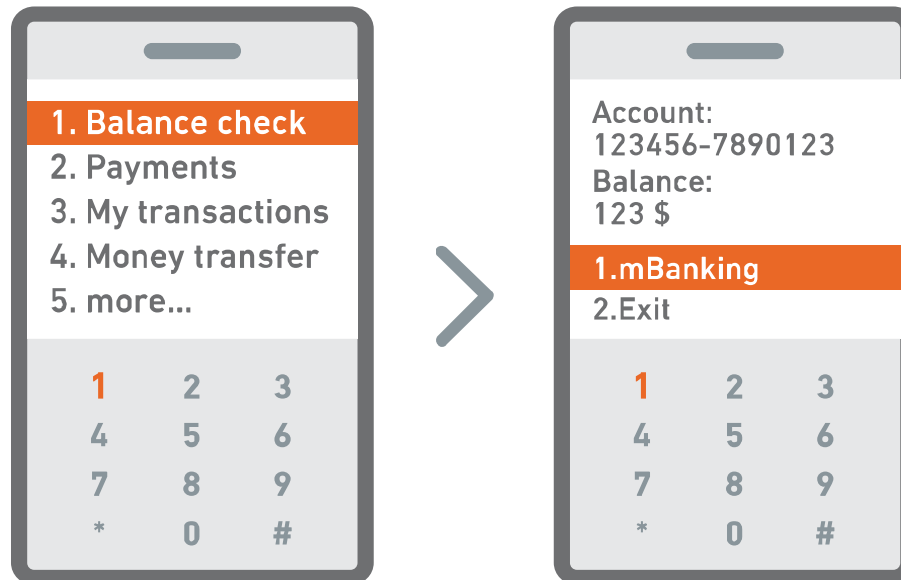 1. Balance check
2. Payments
3. My transactions
4. Money transfer
5. more...
1 2 3
4 5 6
7 8 9
* 0 #
Account:
123456-7890123
Balance:
123 $
1.mBanking
2.Exit
1 2 3
4 5 6
7 8 9
* 0 #